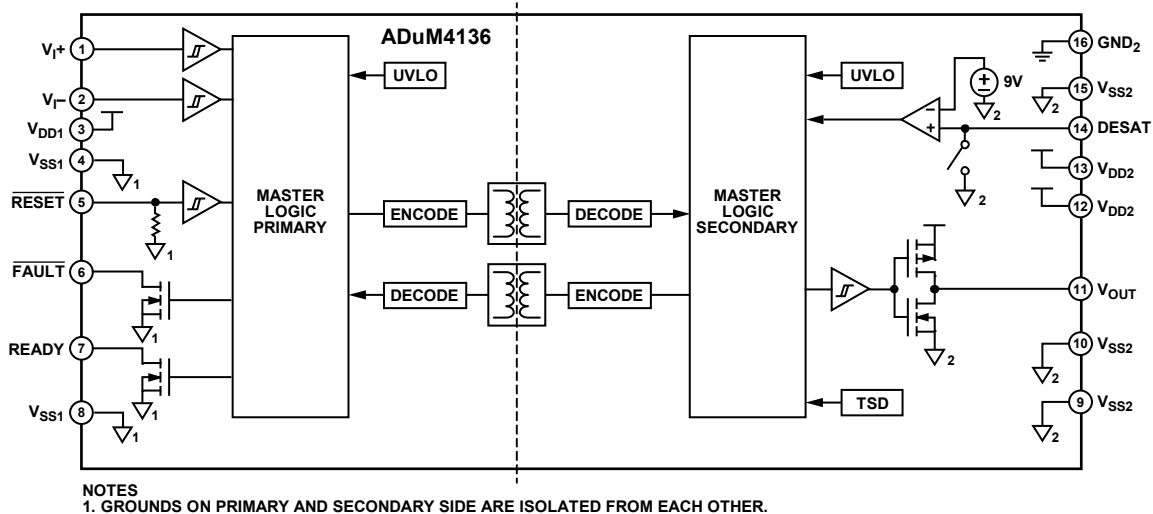 ADuM4136
VI+ 1
VI− 2
VDD1 3
VSS1 4
1
RESET 5
1
FAULT 6
1
READY 7
1
VSS1 8
1
MASTER
LOGIC
PRIMARY
UVLO
ENCODE
DECODE
DECODE
ENCODE
MASTER
LOGIC
SECONDARY
UVLO
TSD
+
−
9V
2
−
+
2
2
16 GND2
15 VSS2
2
14 DESAT
13 VDD2
12 VDD2
11 VOUT
10 VSS2
2
9 VSS2
2
NOTES
1. GROUNDS ON PRIMARY AND SECONDARY SIDE ARE ISOLATED FROM EACH OTHER.